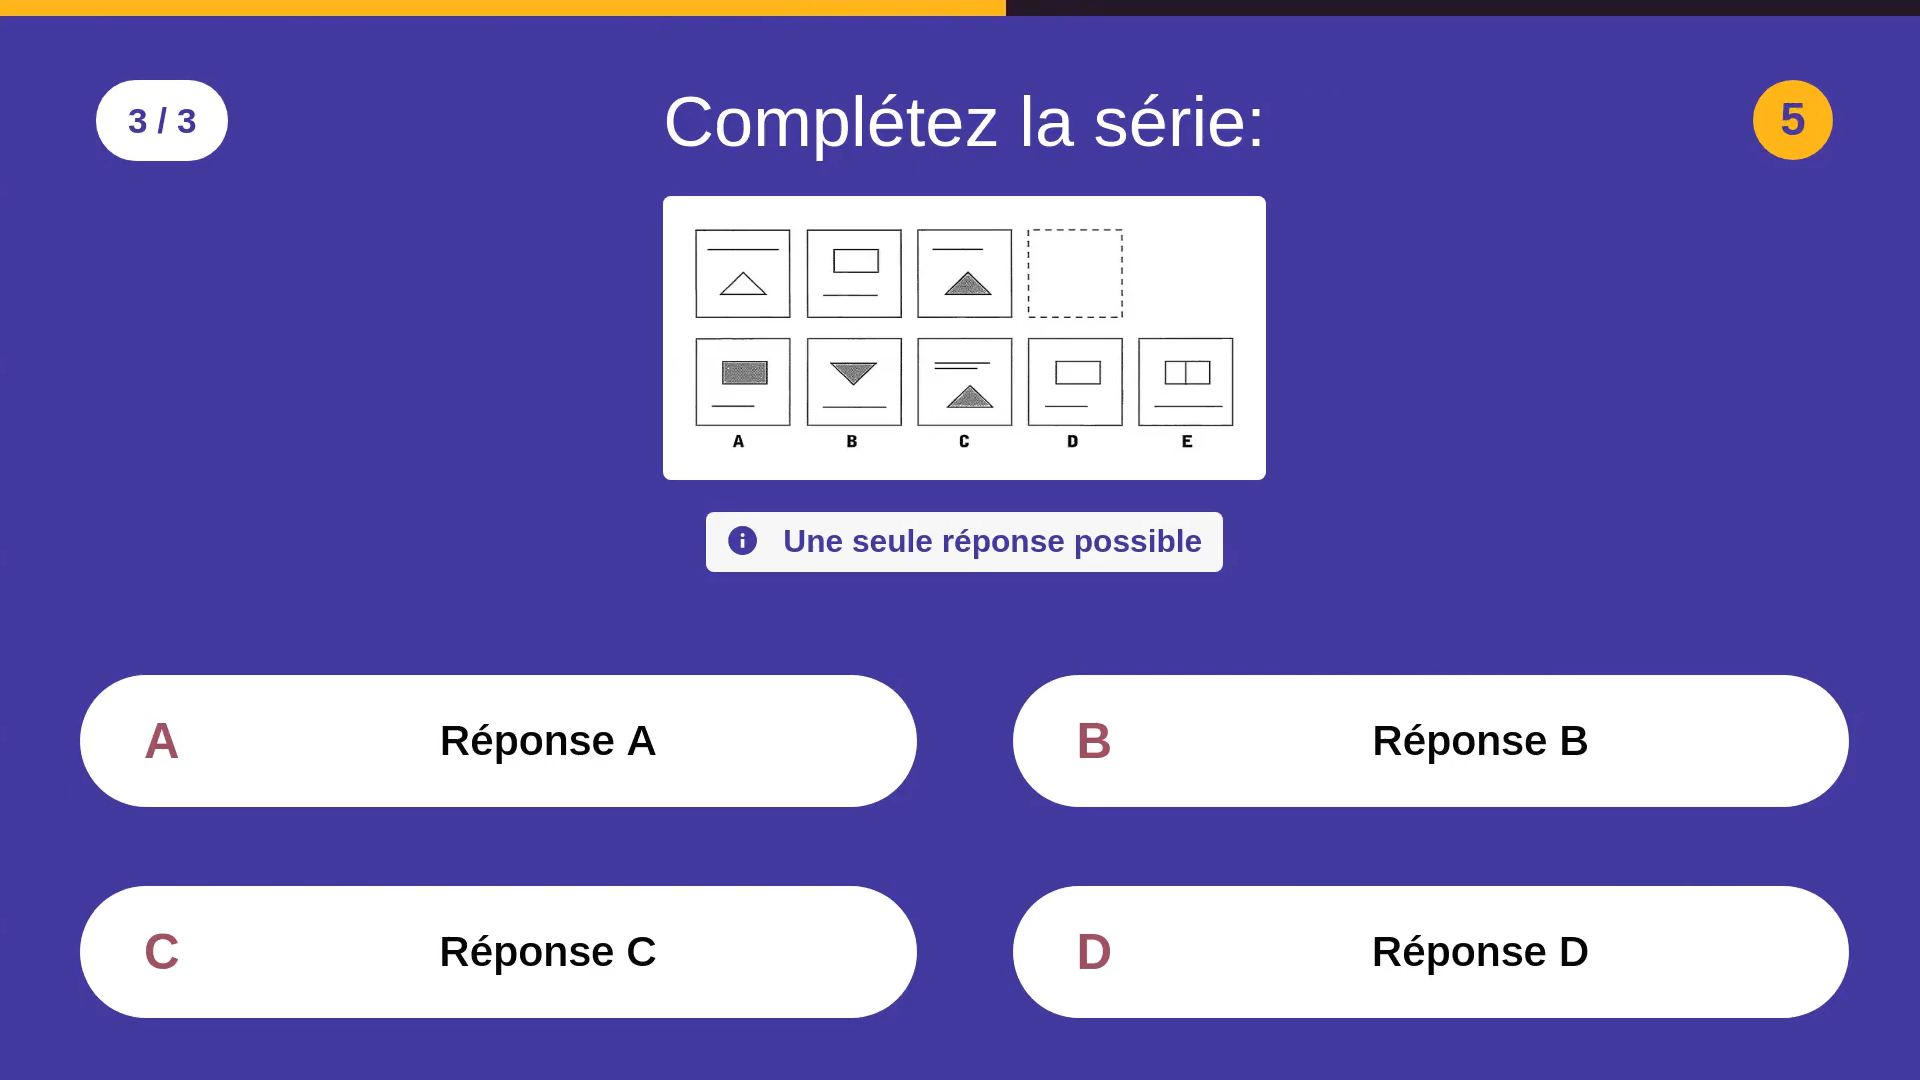 3 / 3
Complétez la série:
5
A B C D E
Une seule réponse possible
A Réponse A
B Réponse B
C Réponse C
D Réponse D